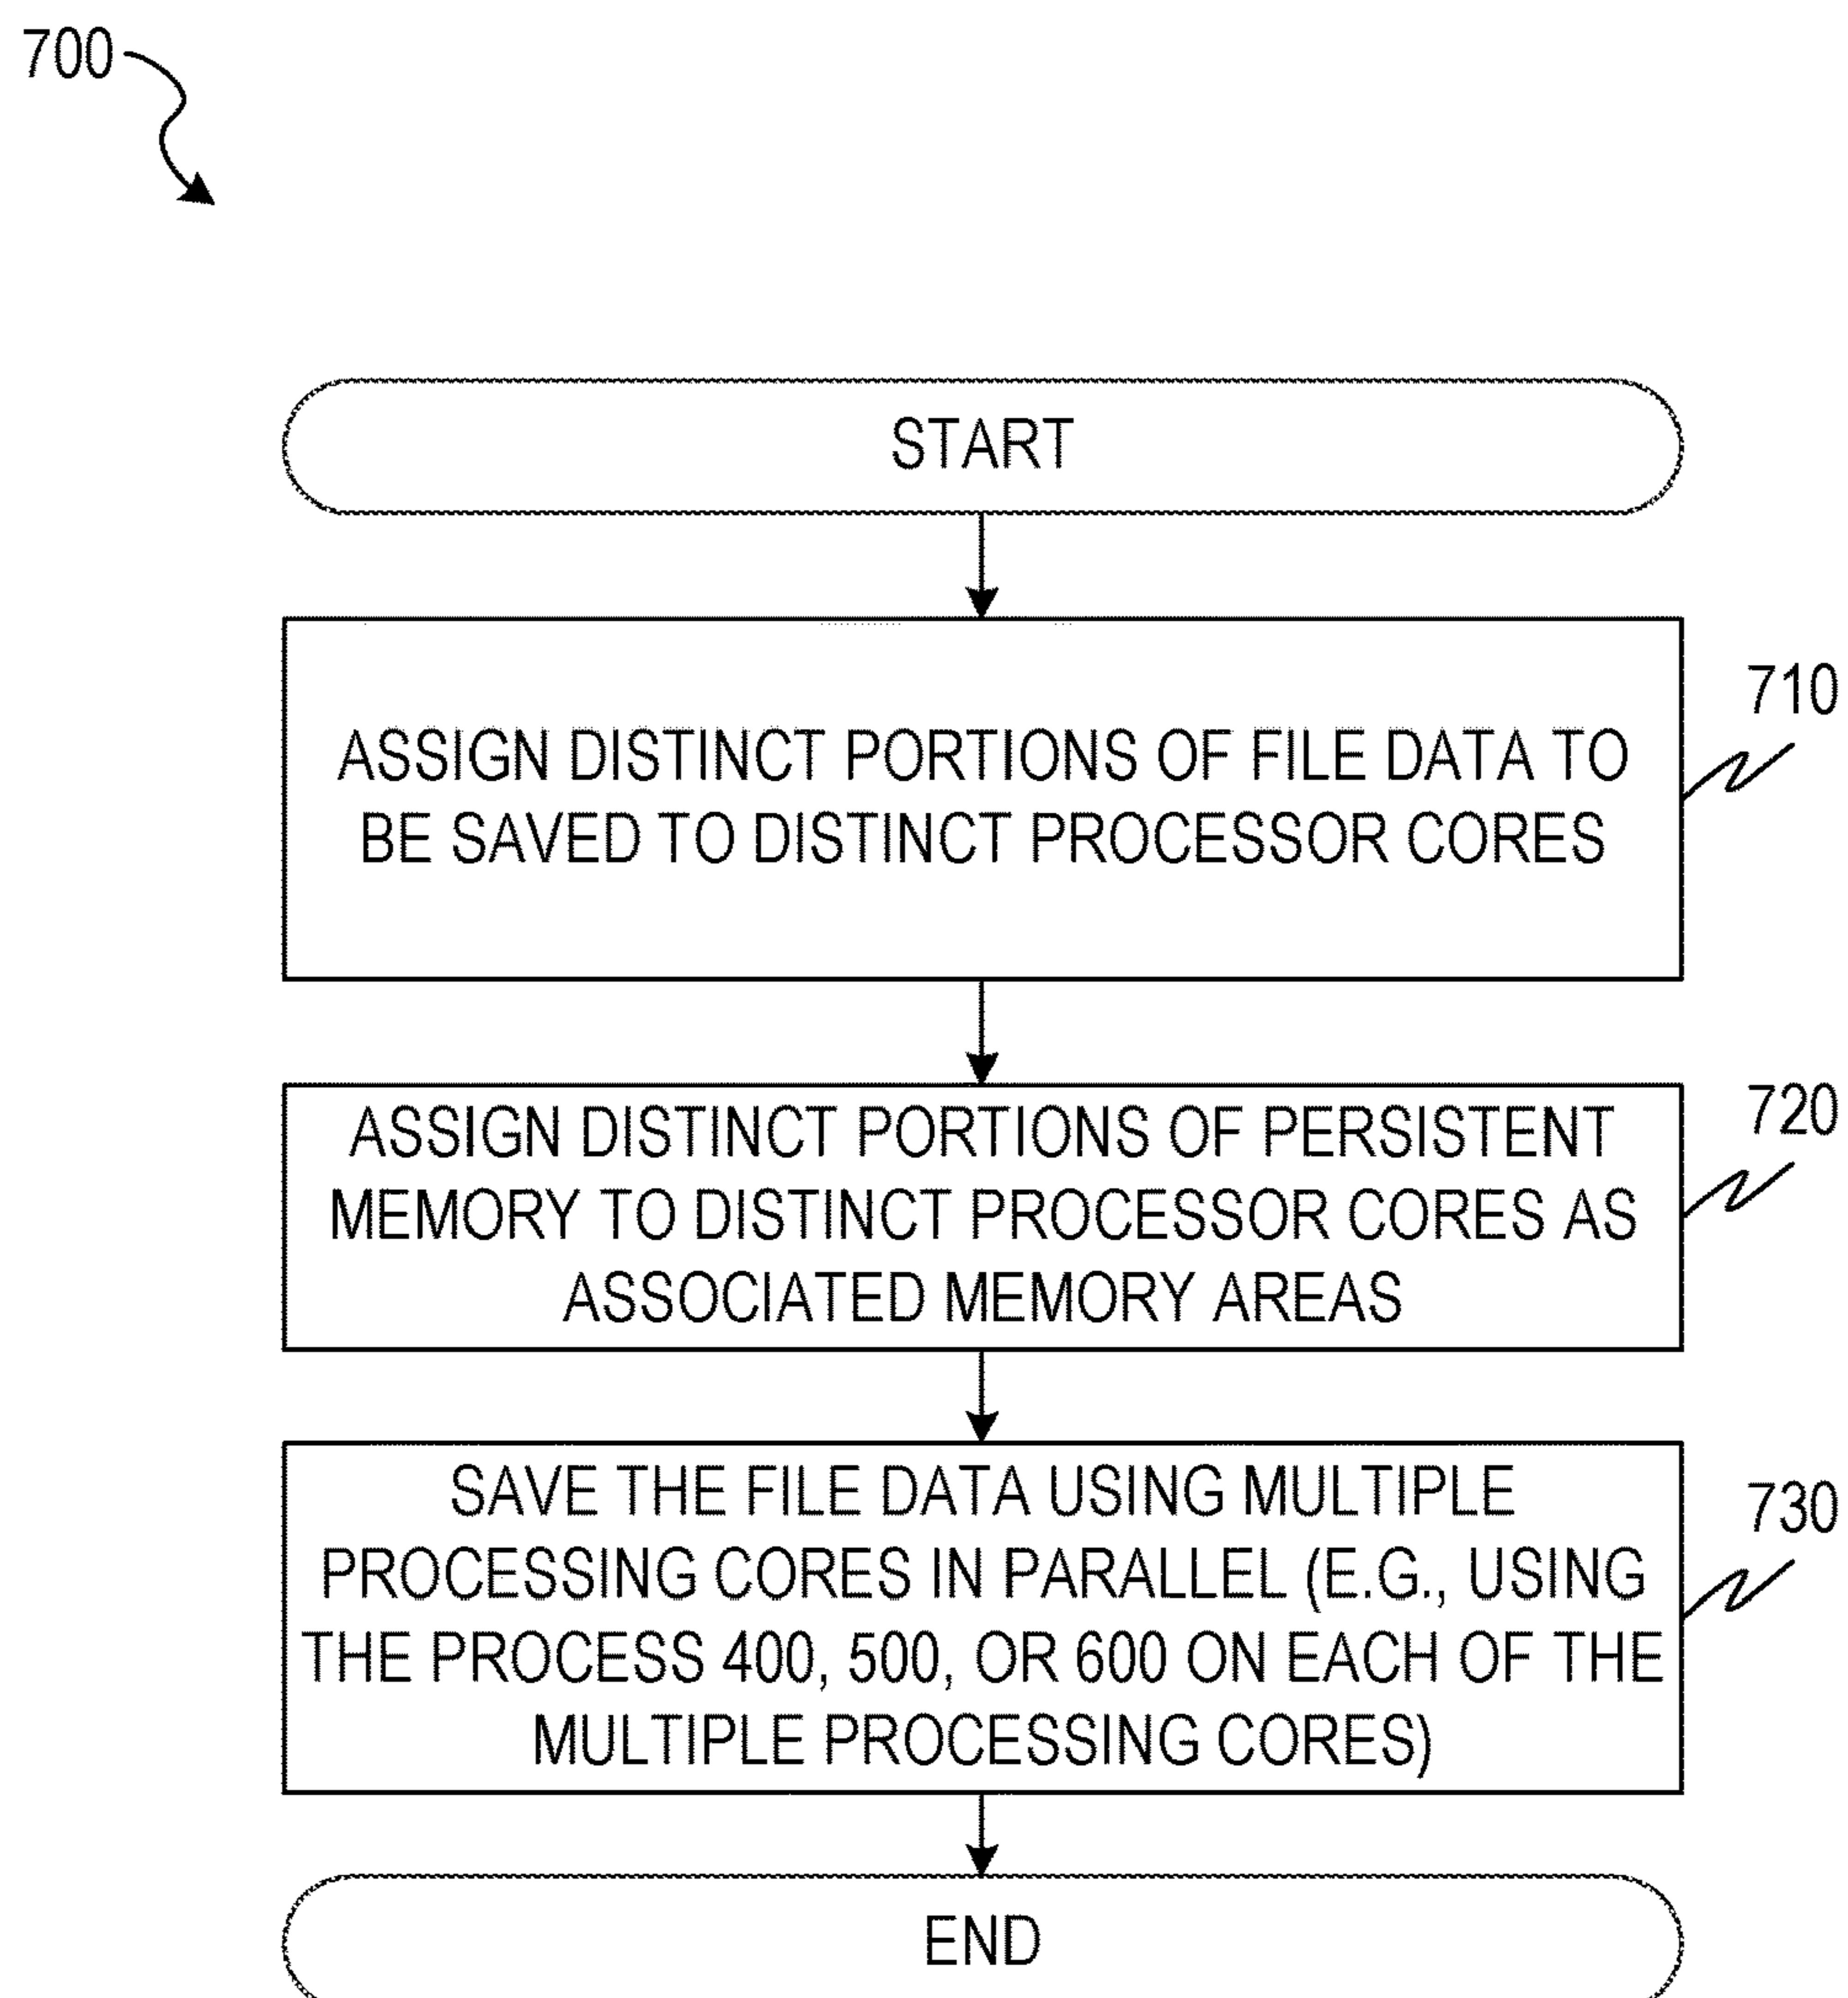 700
START
710
ASSIGN DISTINCT PORTIONS OF FILE DATA TO
BE SAVED TO DISTINCT PROCESSOR CORES
720
ASSIGN DISTINCT PORTIONS OF PERSISTENT
MEMORY TO DISTINCT PROCESSOR CORES AS
ASSOCIATED MEMORY AREAS
730
SAVE THE FILE DATA USING MULTIPLE
PROCESSING CORES IN PARALLEL (E.G., USING
THE PROCESS 400, 500, OR 600 ON EACH OF THE
MULTIPLE PROCESSING CORES)
END